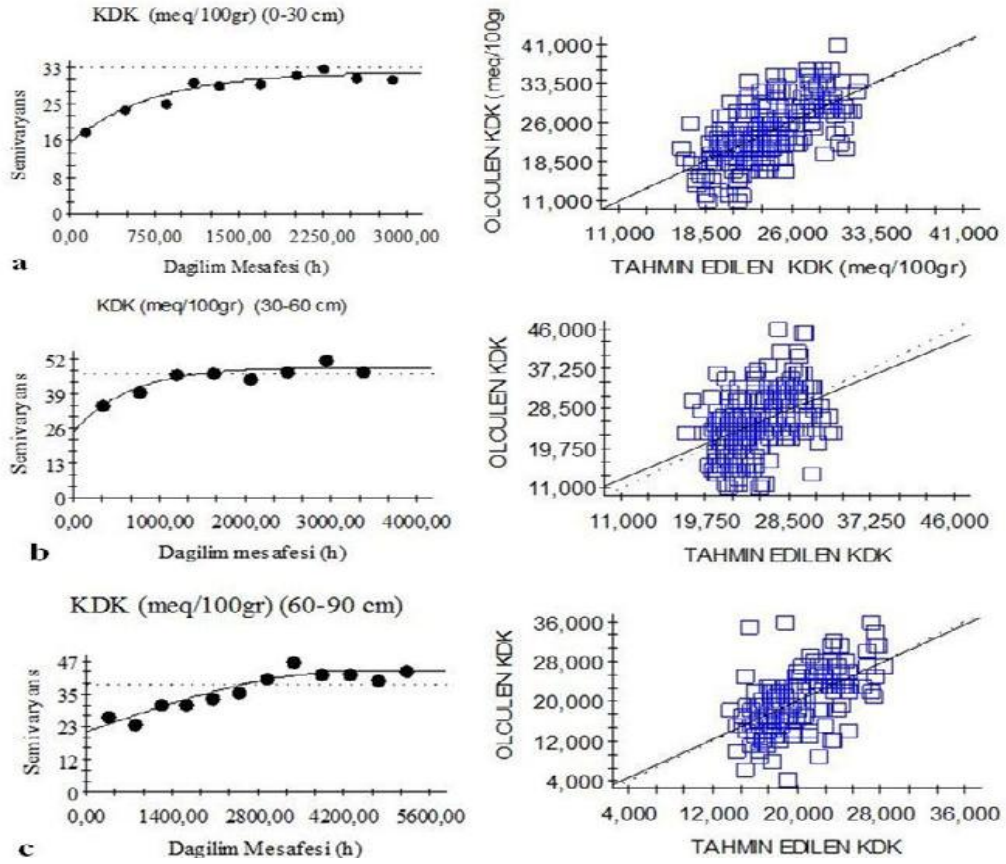 KDK (meq/100gr) (0-30 cm)
Semivaryans
33
25
16
8
0
0,00 750,00 1500,00 2250,00 3000,00
Dagilim Mesafesi (h)
a
OLCULEN KDK (meq/100gr
41,000
33,500
26,000
18,500
11,000
11,000 18,500 26,000 33,500 41,000
TAHMIN EDILEN KDK (meq/100gr)
KDK (meq/100gr) (30-60 cm)
Semivaryans
52
39
26
13
0
0,00 1000,00 2000,00 3000,00 4000,00
Dagilim mesafesi (h)
b
OLCULEN KDK
46,000
37,250
28,500
19,750
11,000
11,000 19,750 28,500 37,250 46,000
TAHMIN EDILEN KDK
KDK (meq/100gr) (60-90 cm)
Semivaryans
47
35
23
12
0
0,00 1400,00 2800,00 4200,00 5600,00
Dagilim Mesafesi (h)
c
OLCULEN KDK
36,000
28,000
20,000
12,000
4,000
4,000 12,000 20,000 28,000 36,000
TAHMIN EDILEN KDK